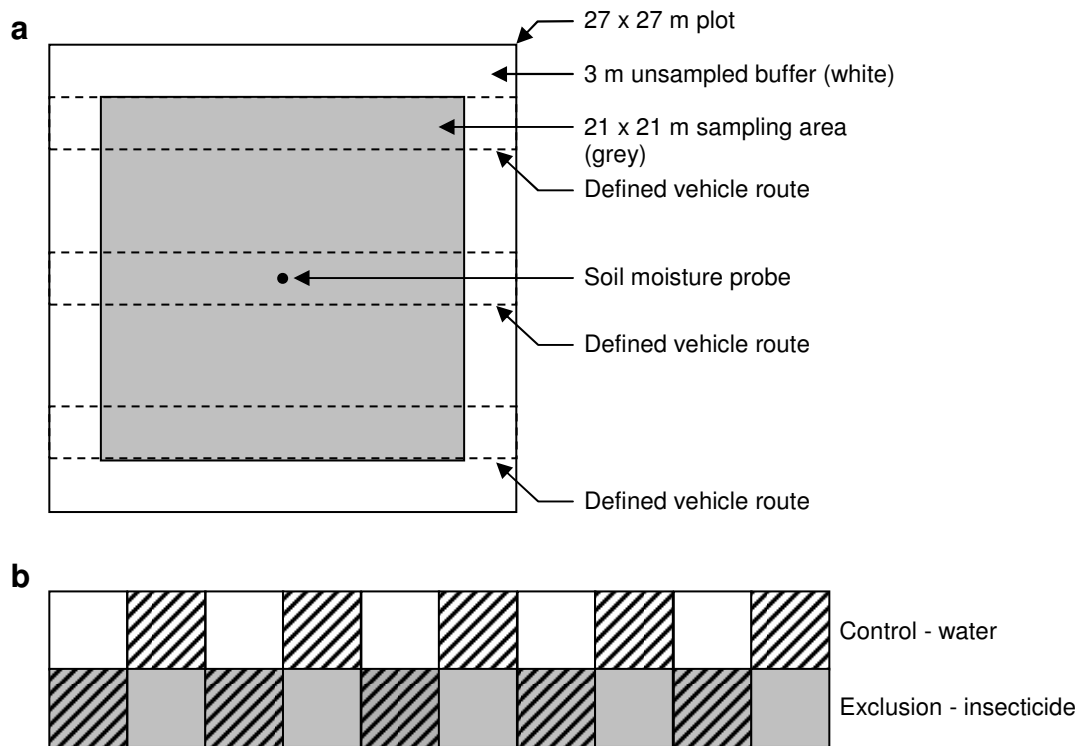 a
27 x 27 m plot
3 m unsampled buffer (white)
21 x 21 m sampling area
(grey)
Defined vehicle route
Soil moisture probe
Defined vehicle route
Defined vehicle route
b
Control - water
Exclusion - insecticide